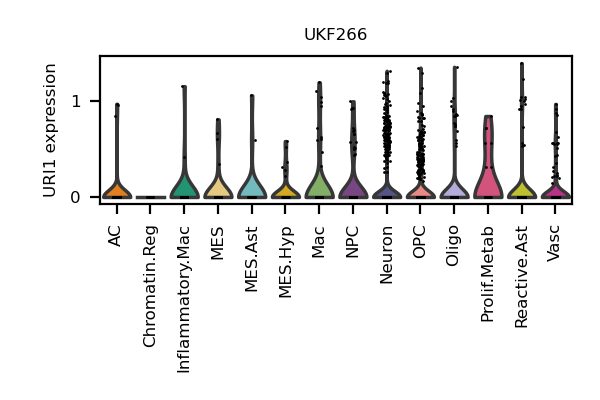 UKF266
URI1 expression
1
0
AC
Chromatin.Reg
Inflammatory.Mac
MES
MES.Ast
MES.Hyp
Mac
NPC
Neuron
OPC
Oligo
Prolif.Metab
Reactive.Ast
Vasc